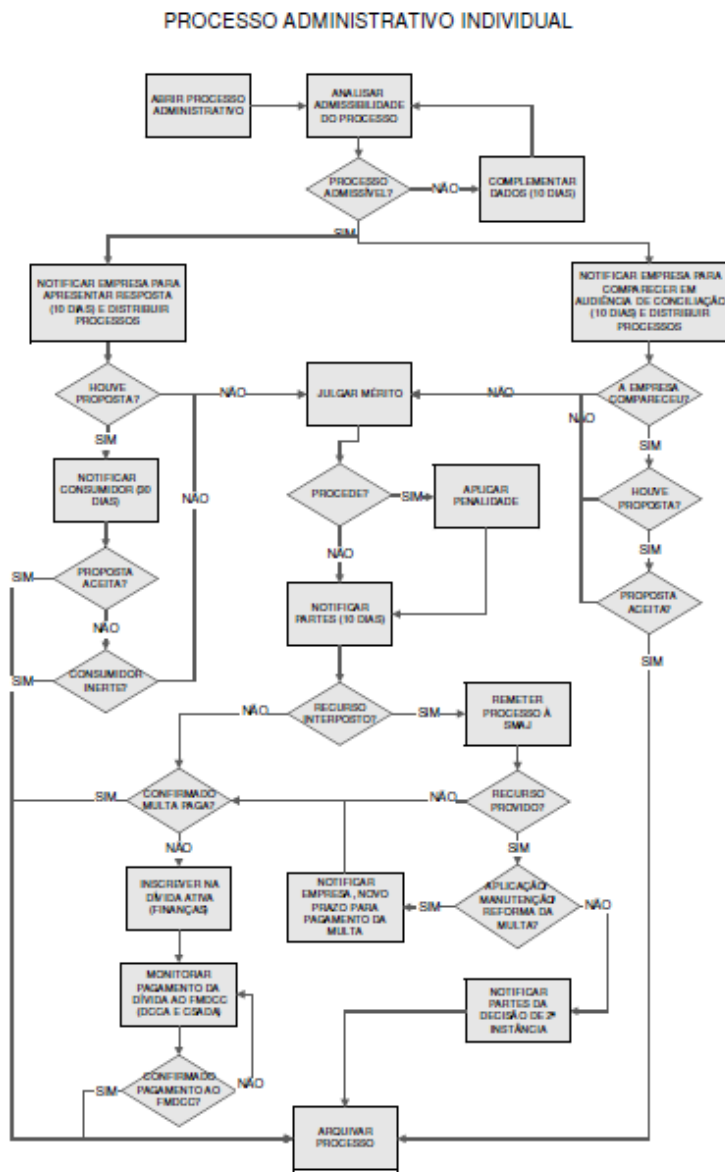 PROCESSO ADMINISTRATIVO INDIVIDUAL
ABRIR PROCESSO
ADMINISTRATIVO
ANALISAR
ADMISSIBILIDADE
DO PROCESSO
PROCESSO
ADMISSÍVEL?
NÃO
COMPLEMENTAR
DADOS (10 DIAS)
SIM
NOTIFICAR EMPRESA PARA
APRESENTAR RESPOSTA
(10 DIAS) E DISTRIBUIR
PROCESSOS
NOTIFICAR EMPRESA PARA
COMPARECER EM
AUDIÊNCIA DE CONCILIAÇÃO
(10 DIAS) E DISTRIBUIR
PROCESSOS
HOUVE
PROPOSTA?
NÃO
JULGAR MÉRITO
NÃO
A EMPRESA
COMPARECEU?
NÃO
SIM
SIM
NOTIFICAR
CONSUMIDOR (30
DIAS)
NÃO
PROCEDE?
SIM
APLICAR
PENALIDADE
HOUVE
PROPOSTA?
NÃO
SIM
SIM
PROPOSTA
ACEITA?
NOTIFICAR
PARTES (10 DIAS)
PROPOSTA
ACEITA?
NÃO
SIM
SIM
CONSUMIDOR
INERTE?
NÃO
RECURSO
INTERPOSTO?
SIM
REMETER
PROCESSO À
SMAJ
SIM
CONFIRMADO
MULTA PAGA?
NÃO
RECURSO
PROVIDO?
NÃO
SIM
INSCREVER NA
DÍVIDA ATIVA
(FINANÇAS)
NOTIFICAR
EMPRESA, NOVO
PRAZO PARA
PAGAMENTO DA
MULTA
SIM
APLICAÇÃO/
MANUTENÇÃO/
REFORMA DA
MULTA?
NÃO
MONITORAR
PAGAMENTO DA
DÍVIDA AO FMDCC
(DCCA E CSADA)
NOTIFICAR
PARTES DA
DECISÃO DE 2ª
INSTÂNCIA
SIM
CONFIRMADO
PAGAMENTO AO
FMDCC?
NÃO
ARQUIVAR
PROCESSO